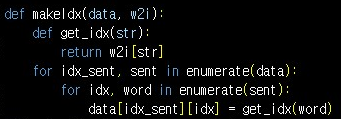 def makeIdx(data, w2i):
    def get_idx(str):
        return w2i[str]
    for idx_sent, sent in enumerate(data):
        for idx, word in enumerate(sent):
            data[idx_sent][idx] = get_idx(word)